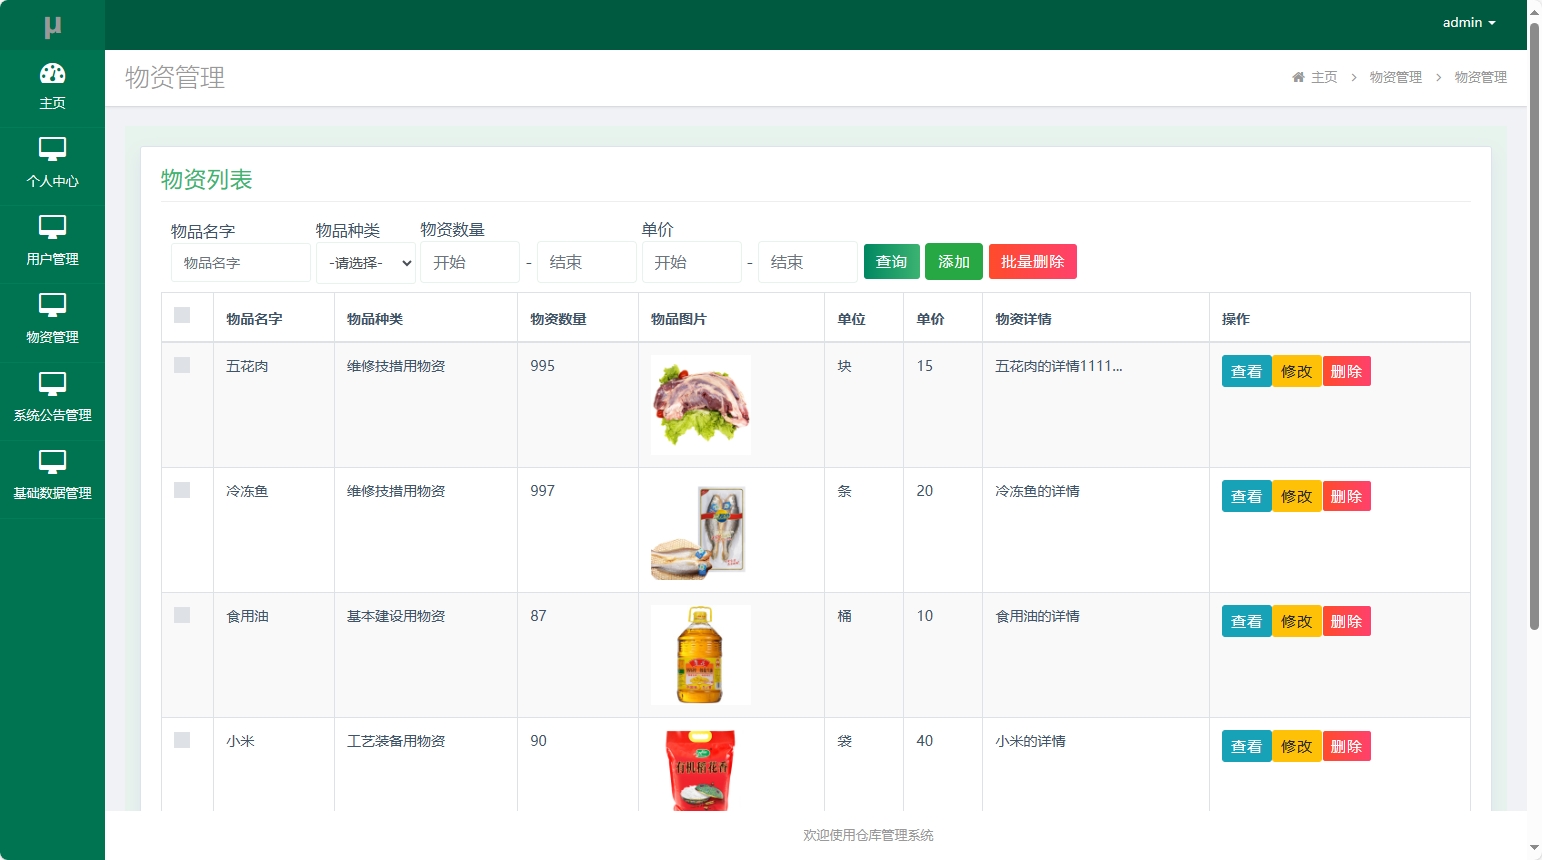 μ
admin
主页
个人中心
用户管理
物资管理
系统公告管理
基础数据管理
物资管理
主页 > 物资管理 > 物资管理
物资列表
物品名字 物品种类 物资数量 单价
物品名字 -请选择- 开始 - 结束 开始 - 结束 查询 添加 批量删除
物品名字 物品种类 物资数量 物品图片 单位 单价 物资详情 操作
五花肉 维修技措用物资 995 块 15 五花肉的详情1111... 查看 修改 删除
冷冻鱼 维修技措用物资 997 条 20 冷冻鱼的详情 查看 修改 删除
食用油 基本建设用物资 87 桶 10 食用油的详情 查看 修改 删除
小米 工艺装备用物资 90 袋 40 小米的详情 查看 修改 删除
有机稻花香
欢迎使用仓库管理系统